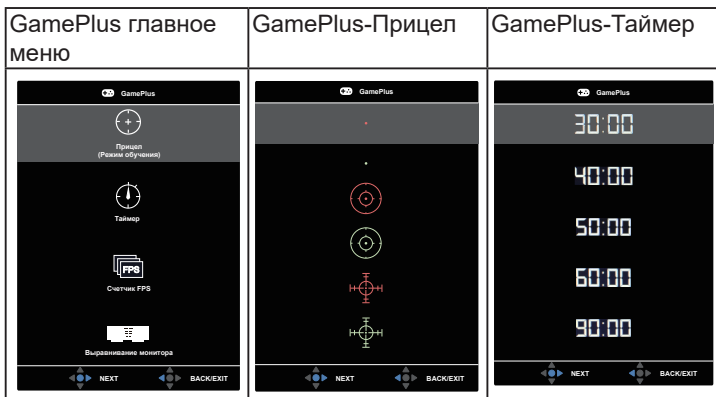 GamePlus главное
меню
GamePlus-Прицел
GamePlus-Таймер
GamePlus
Прицел
(Режим обучения)
Таймер
FPS
Счетчик FPS
Выравнивание монитора
NEXT BACK/EXIT
GamePlus
NEXT BACK/EXIT
GamePlus
30:00
40:00
50:00
60:00
90:00
NEXT BACK/EXIT